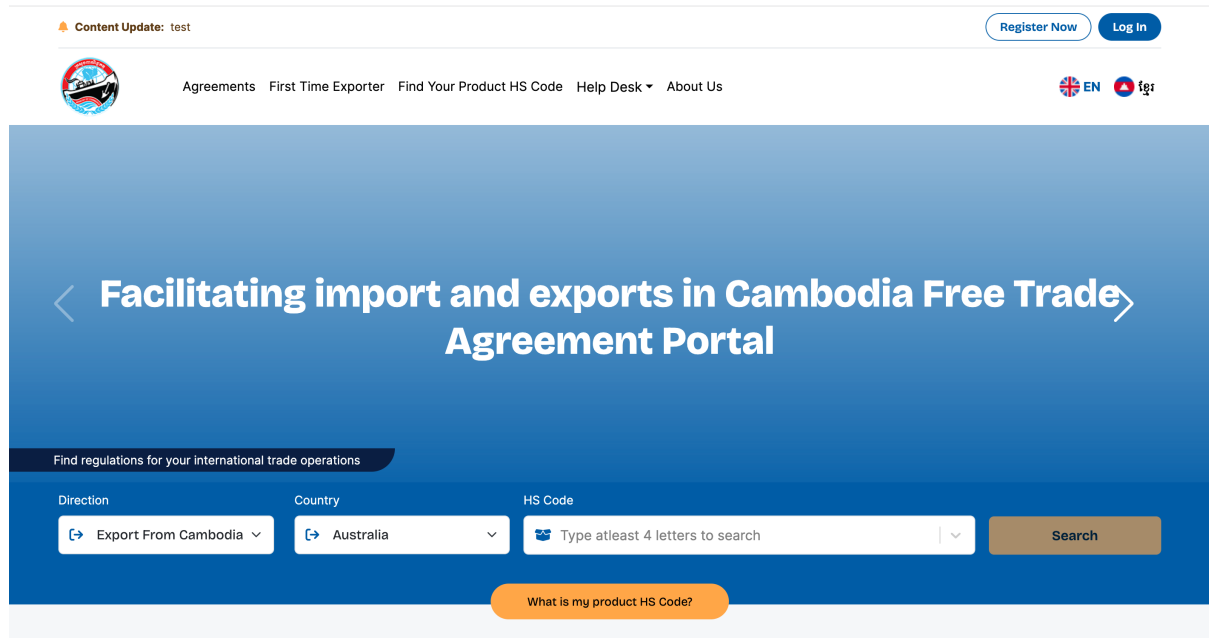 Content Update: test
Register Now
Log In
Agreements
First Time Exporter
Find Your Product HS Code
Help Desk
About Us
EN
ខ្មែរ
Facilitating import and exports in Cambodia Free Trade
Agreement Portal
Find regulations for your international trade operations
Direction
Country
HS Code
Export From Cambodia
Australia
Type atleast 4 letters to search
Search
What is my product HS Code?